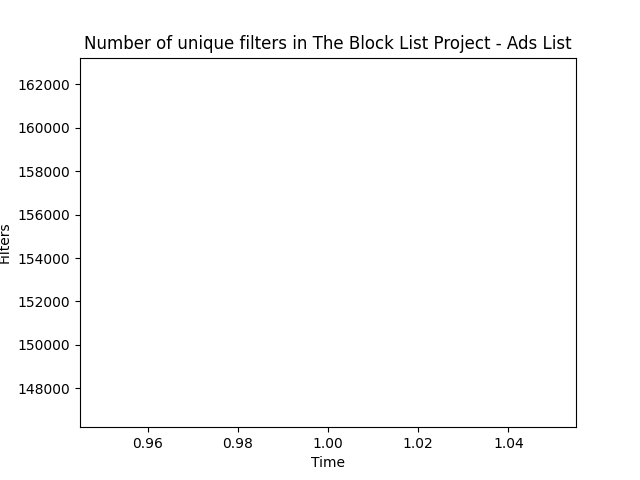 Number of unique filters in The Block List Project - Ads List
162000
160000
158000
156000
Filters
154000
152000
150000
148000
0.96 0.98 1.00 1.02 1.04
Time